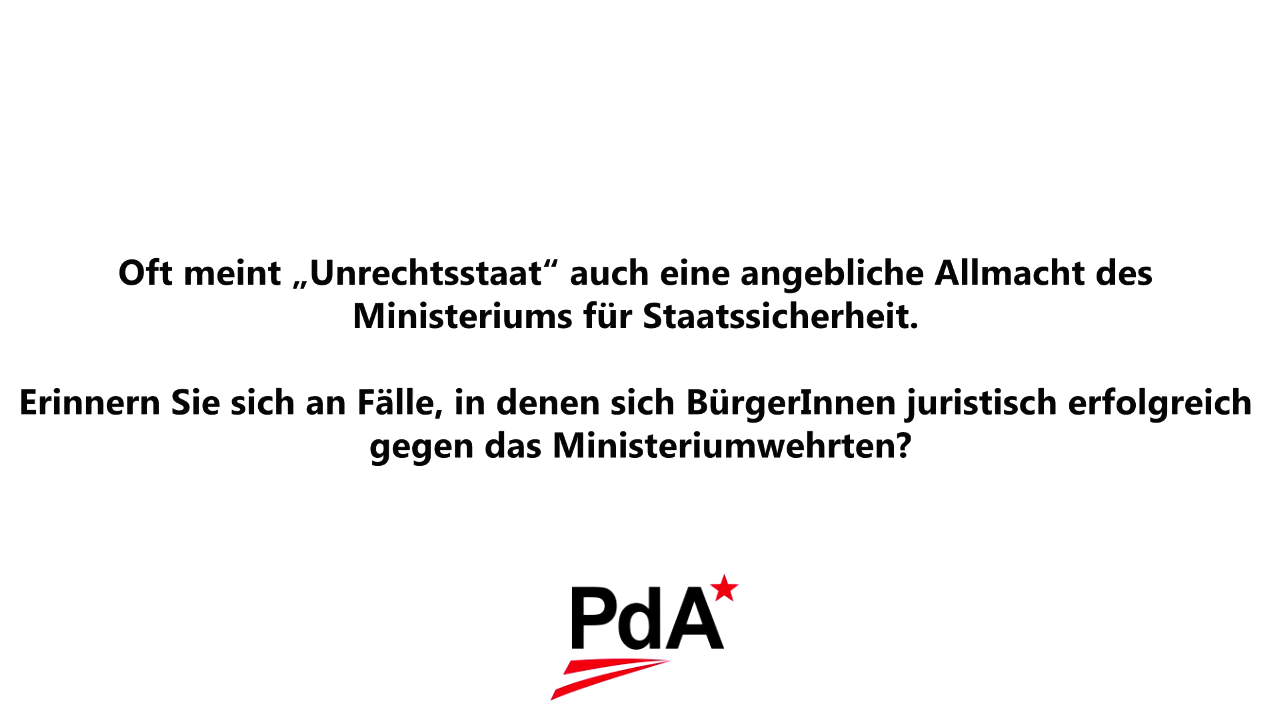 Oft meint „Unrechtsstaat“ auch eine angebliche Allmacht des
Ministeriums für Staatssicherheit.
Erinnern Sie sich an Fälle, in denen sich BürgerInnen juristisch erfolgreich
gegen das Ministeriumwehrten?
PdA